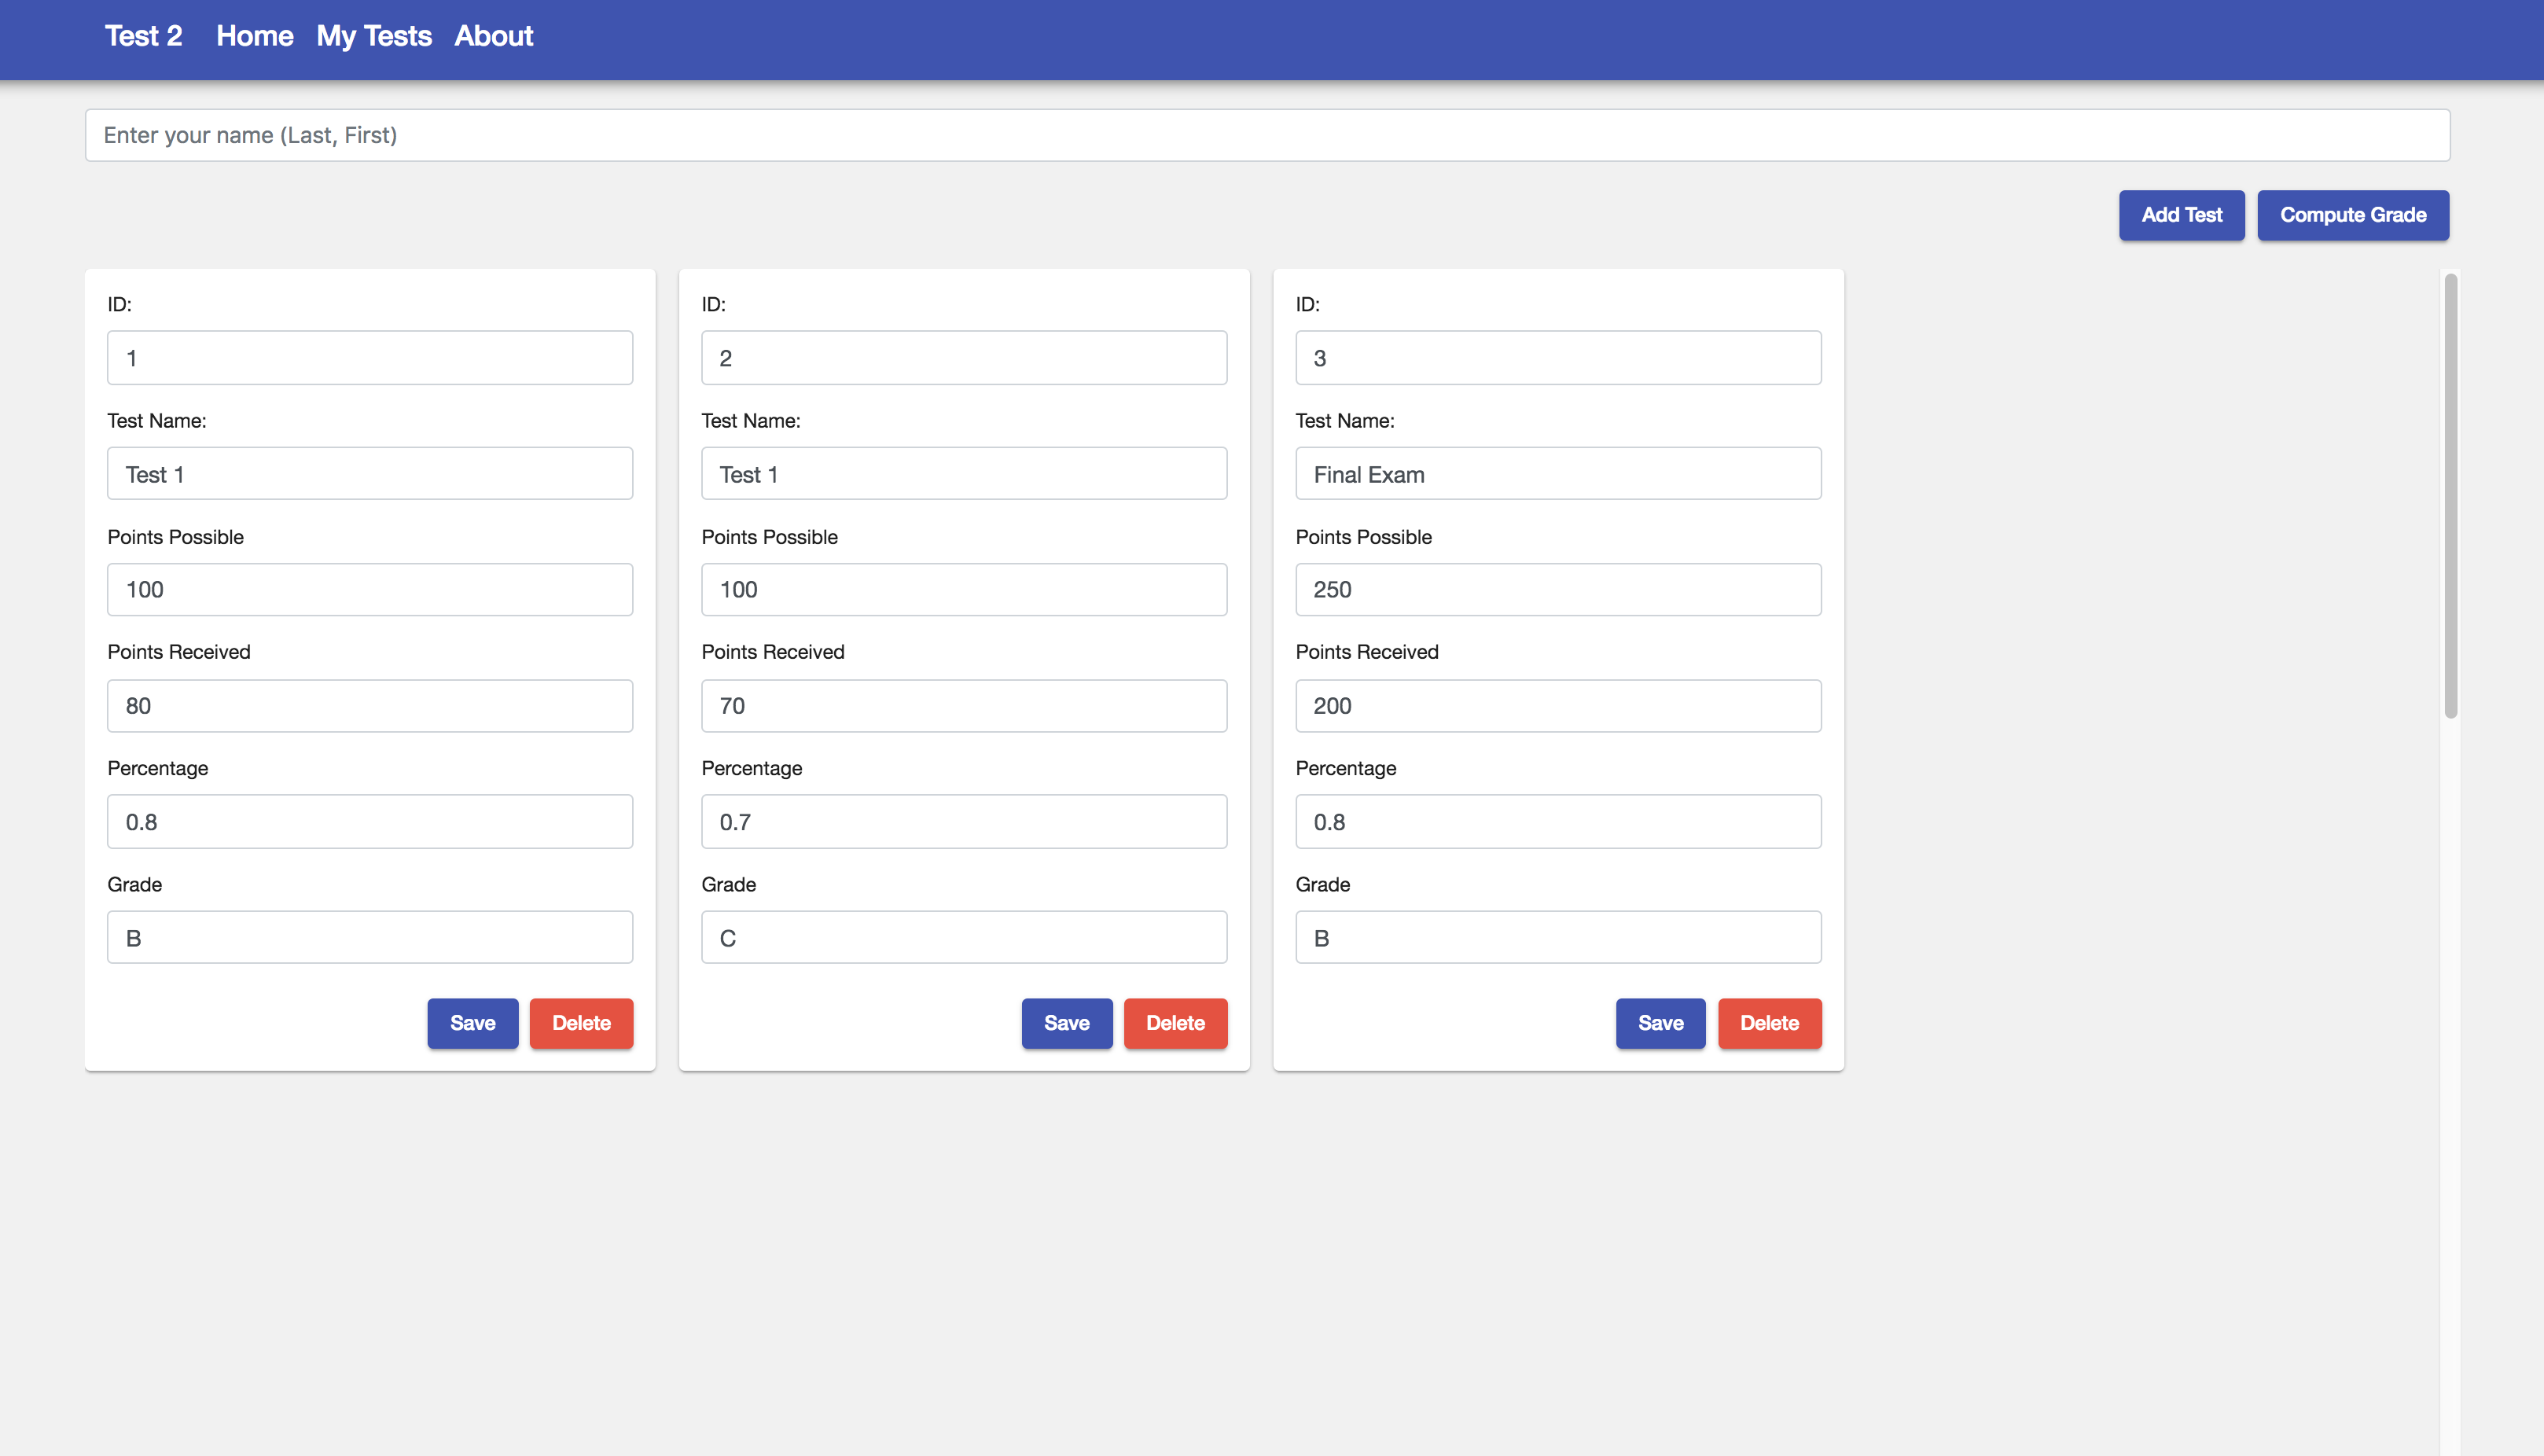 Test 2 Home My Tests About
Enter your name (Last, First)
Add Test Compute Grade
ID:
1
Test Name:
Test 1
Points Possible
100
Points Received
80
Percentage
0.8
Grade
B
Save Delete
ID:
2
Test Name:
Test 1
Points Possible
100
Points Received
70
Percentage
0.7
Grade
C
Save Delete
ID:
3
Test Name:
Final Exam
Points Possible
250
Points Received
200
Percentage
0.8
Grade
B
Save Delete